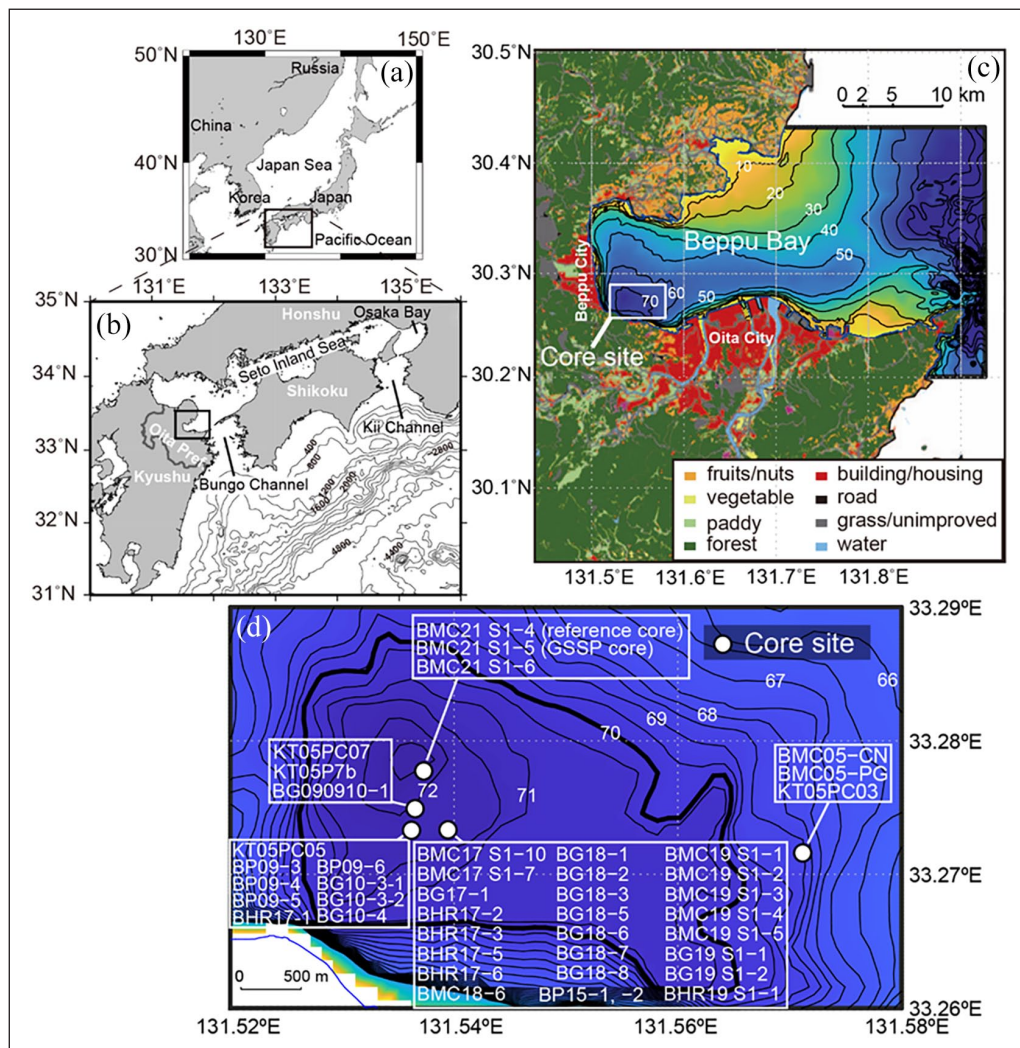 130°E
150°E
50°N
(a)
Russia
China
40°N
Japan Sea
Korea
Japan
Pacific Ocean
30°N
131°E
133°E
135°E
35°N
(b)
Honshu
Osaka Bay
Seto Inland Sea
34°N
Shikoku
Kii Channel
33°N
Oita Pref
Kyushu
Bungo Channel
400
800
1200
1600
2000
2800
4800
4400
32°N
31°N
30.5°N
(c)
0 2 5 10 km
30.4°N
10
20
30
40
50
Beppu Bay
Beppu City
30.3°N
70
60
50
Core site
Oita City
30.2°N
30.1°N
fruits/nuts
vegetable
paddy
forest
building/housing
road
grass/unimproved
water
131.5°E
131.6°E
131.7°E
131.8°E
(d)
BMC21 S1-4 (reference core)
BMC21 S1-5 (GSSP core)
BMC21 S1-6
Core site
33.29°N
66
67
68
69
70
71
72
33.28°N
KT05PC07
KT05P7b
BG090910-1
BMC05-CN
BMC05-PG
KT05PC03
KT05PC05
BP09-3 BP09-6
BP09-4 BG10-3-1
BP09-5 BG10-3-2
BHR17-1 BG10-4
BMC17 S1-10 BG18-1 BMC19 S1-1
BMC17 S1-7 BG18-2 BMC19 S1-2
BG17-1 BG18-3 BMC19 S1-3
BHR17-2 BG18-5 BMC19 S1-4
BHR17-3 BG18-6 BMC19 S1-5
BHR17-5 BG18-7 BG19 S1-1
BHR17-6 BG18-8 BG19 S1-2
BMC18-6 BP15-1, -2 BHR19 S1-1
33.27°N
0 500 m
33.26°N
131.52°E
131.54°E
131.56°E
131.58°E